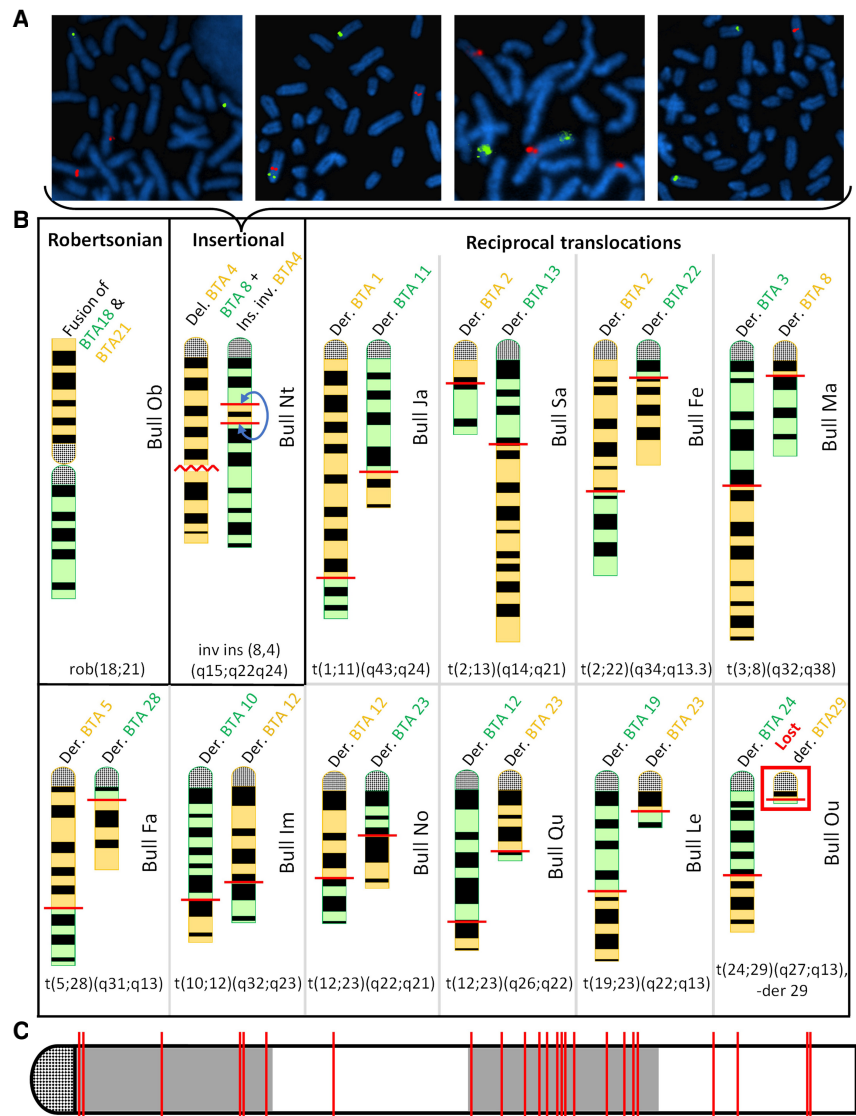 A
B
Robertsonian
Insertional
Reciprocal translocations
Fusion of
BTA18 &
BTA21
Bull Ob
rob(18;21)
Del. BTA 4
BTA 8 +
Ins. inv. BTA4
Bull Nt
inv ins (8,4)
(q15;q22q24)
Der. BTA 1
Der. BTA 11
Bull Ja
t(1;11)(q43;q24)
Der. BTA 2
Der. BTA 13
Bull Sa
t(2;13)(q14;q21)
Der. BTA 2
Der. BTA 22
Bull Fe
t(2;22)(q34;q13.3)
Der. BTA 3
Der. BTA 8
Bull Ma
t(3;8)(q32;q38)
Der. BTA 5
Der. BTA 28
Bull Fa
t(5;28)(q31;q13)
Der. BTA 10
Der. BTA 12
Bull Im
t(10;12)(q32;q23)
Der. BTA 12
Der. BTA 23
Bull No
t(12;23)(q22;q21)
Der. BTA 12
Der. BTA 23
Bull Qu
t(12;23)(q26;q22)
Der. BTA 19
Der. BTA 23
Bull Le
t(19;23)(q22;q13)
Der. BTA 24
Lost
der. BTA29
Bull Ou
t(24;29)(q27;q13),
-der 29
C